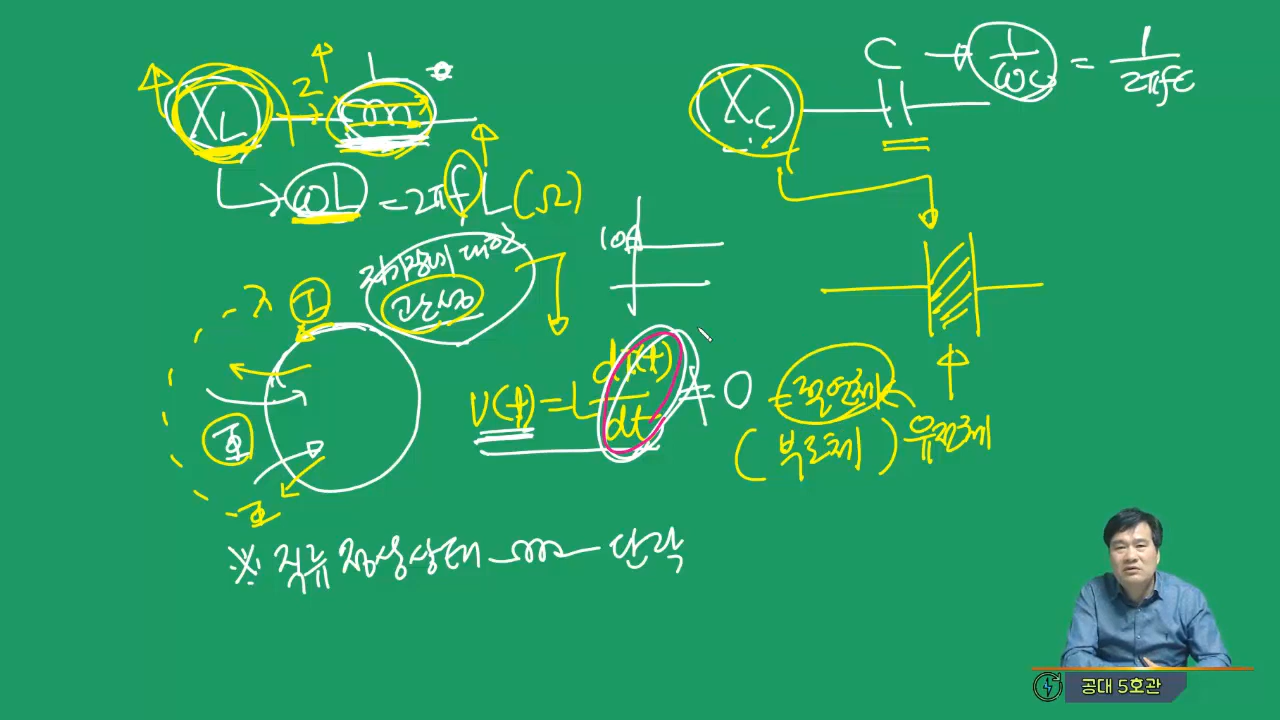 X_L
L
ωL = 2πfL (Ω)
자기장에 대한
관성
I
Φ
-Φ
10A
v(t) = L di(t)/dt ≠ 0
※ 직류 정상상태 단락
X_C
C → 1/ωC = 1/2πfC
절연체
(부도체) 유전체
공대 5호관